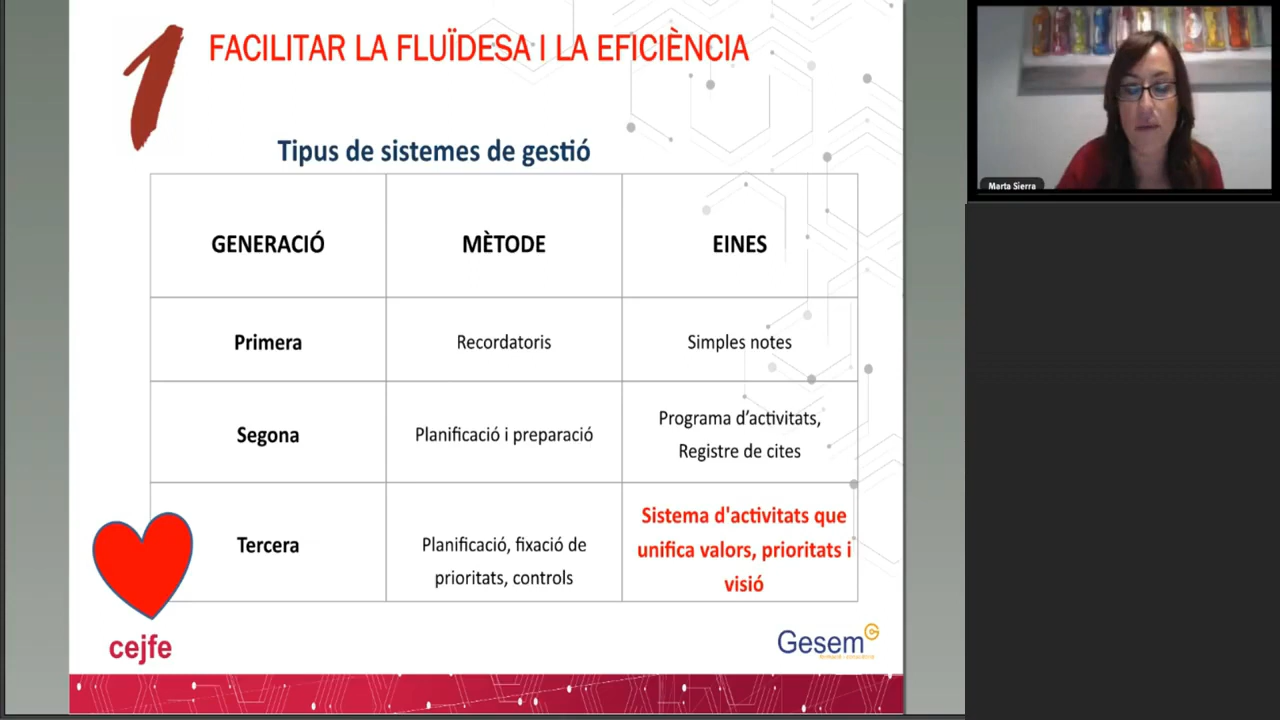 1
FACILITAR LA FLUÏDESA I LA EFICIÈNCIA
Tipus de sistemes de gestió
GENERACIÓ
MÈTODE
EINES
Primera
Recordatoris
Simples notes
Segona
Planificació i preparació
Programa d'activitats,
Registre de cites
Tercera
Planificació, fixació de
prioritats, controls
Sistema d'activitats que
unifica valors, prioritats i
visió
cejfe
Gesem
Marta Sierra